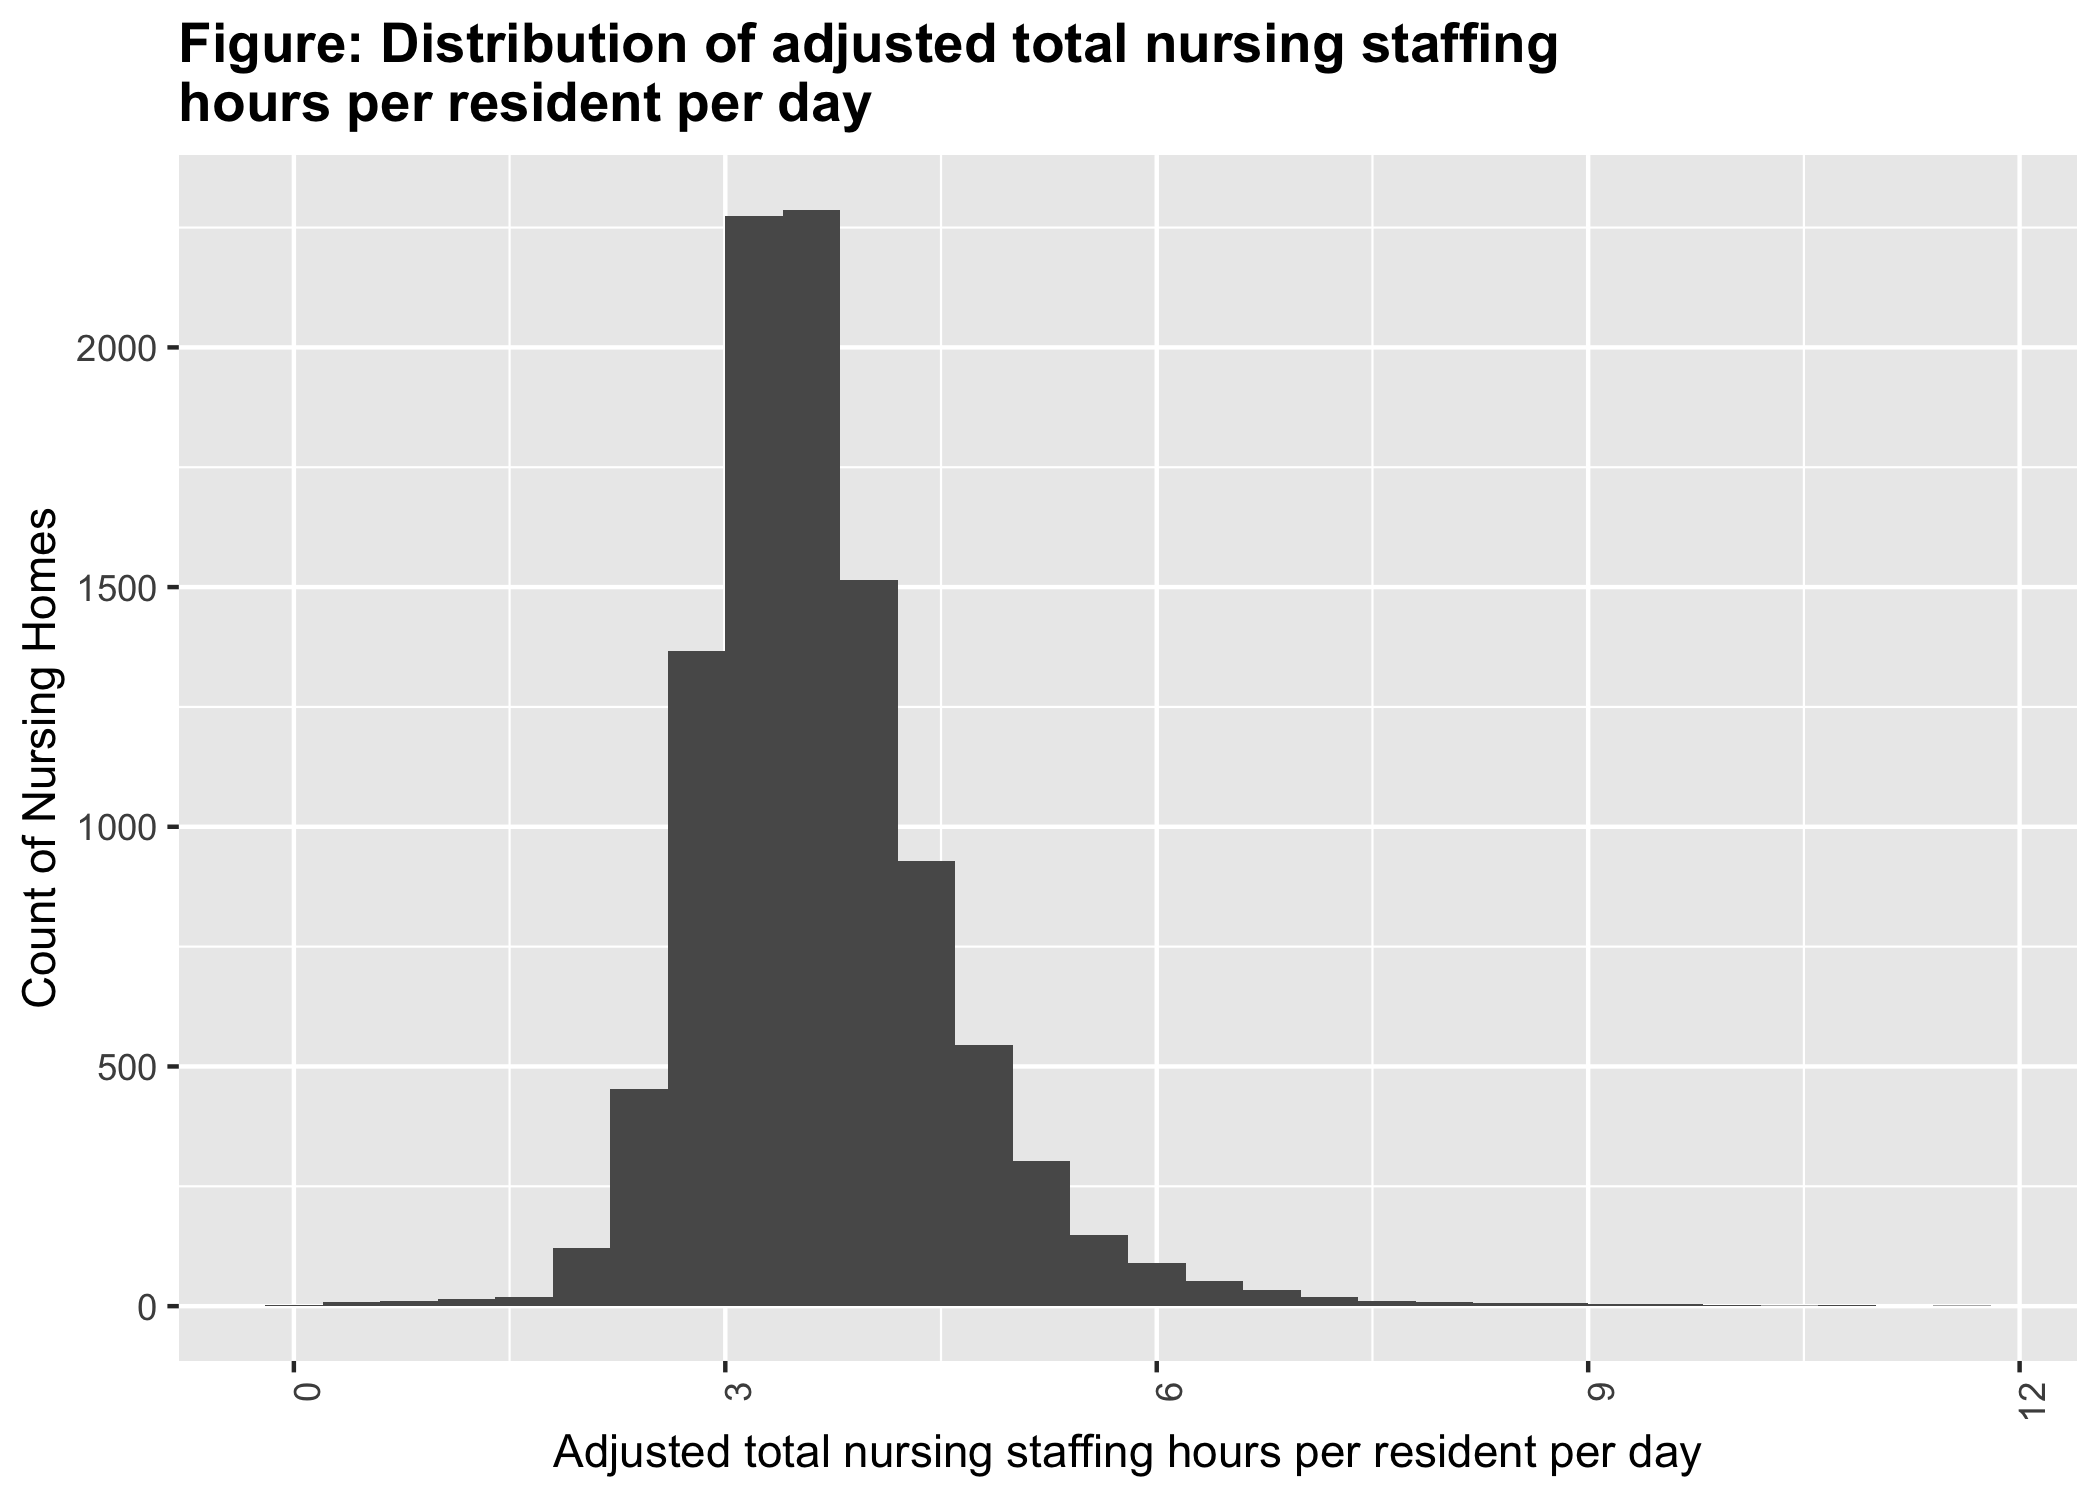 Figure: Distribution of adjusted total nursing staffing
hours per resident per day
Count of Nursing Homes
2000
1500
1000
500
0
0
3
6
9
12
Adjusted total nursing staffing hours per resident per day